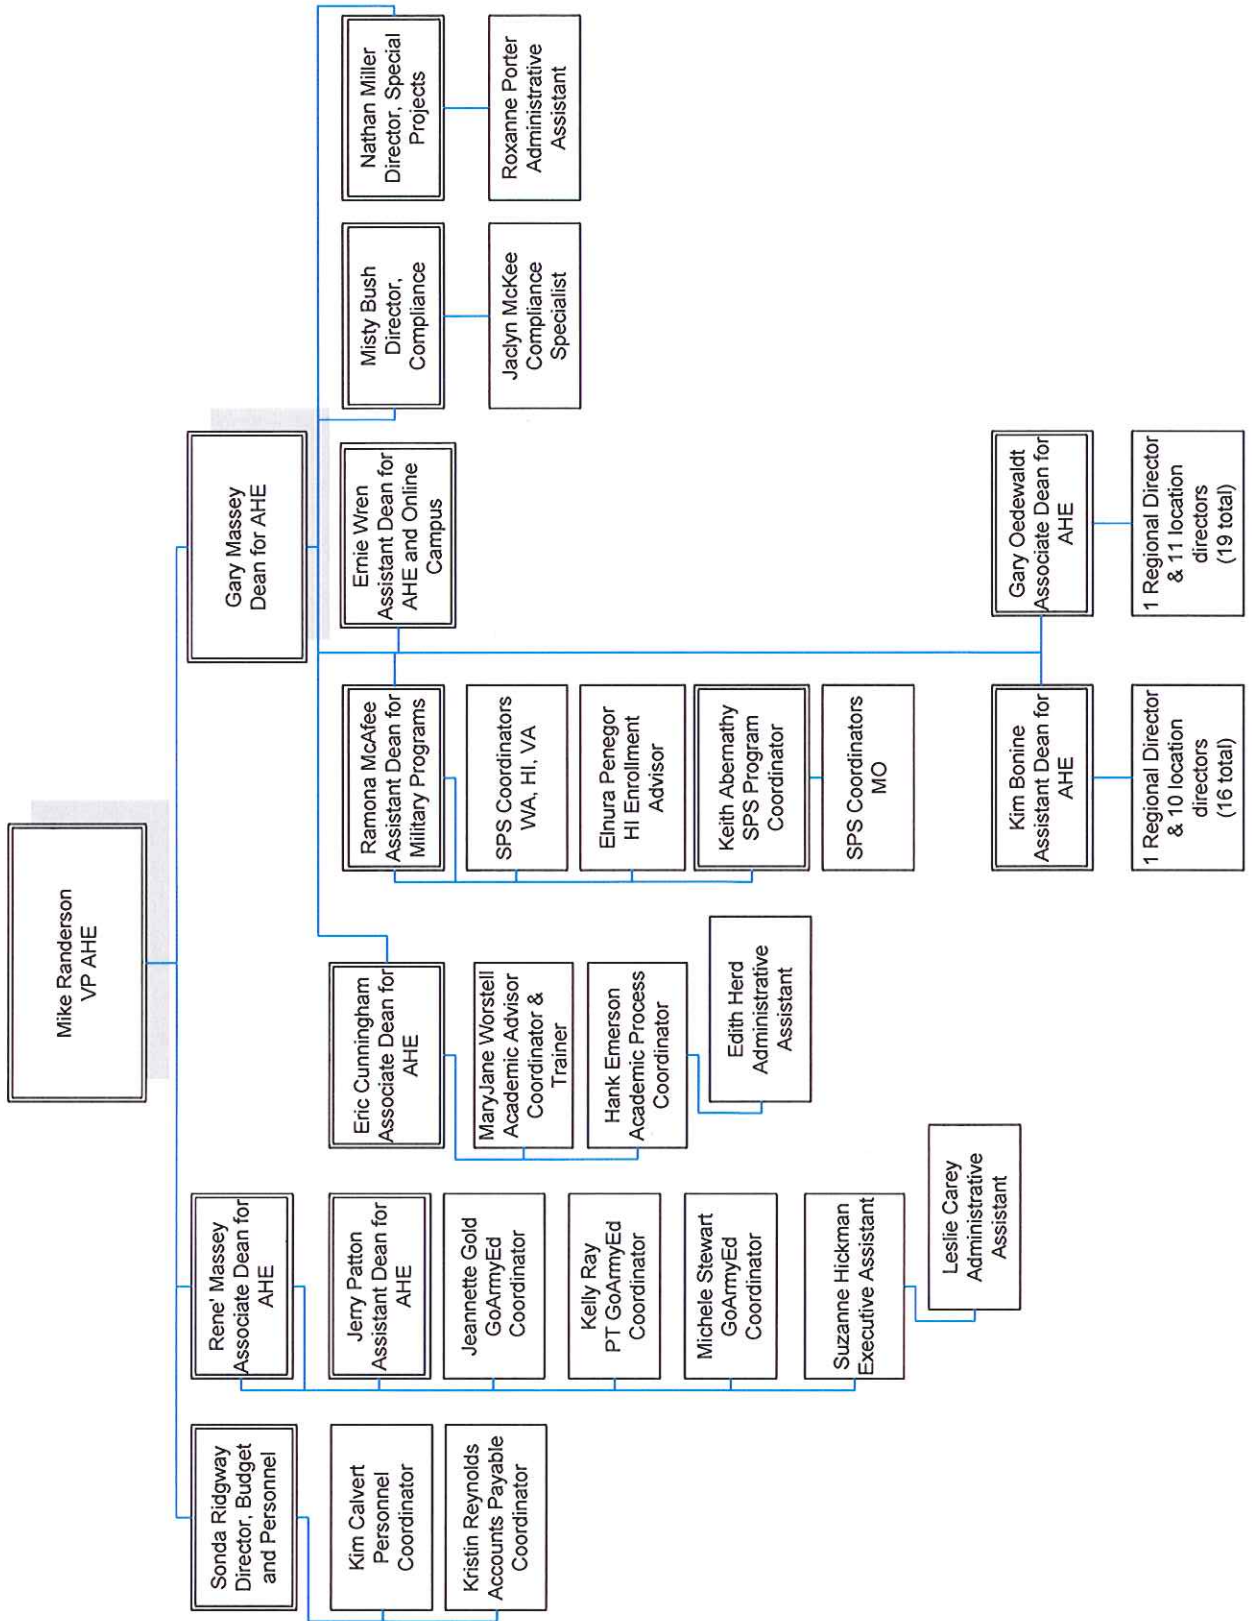 Mike Randerson
VP AHE
Sonda Ridgway
Director, Budget
and Personnel
Kim Calvert
Personnel
Coordinator
Kristin Reynolds
Accounts Payable
Coordinator
Rene' Massey
Associate Dean for
AHE
Jerry Patton
Assistant Dean for
AHE
Jeannette Gold
GoArmyEd
Coordinator
Kelly Ray
PT GoArmyEd
Coordinator
Michele Stewart
GoArmyEd
Coordinator
Suzanne Hickman
Executive Assistant
Leslie Carey
Administrative
Assistant
Gary Massey
Dean for AHE
Eric Cunningham
Associate Dean for
AHE
MaryJane Worstell
Academic Advisor
Coordinator &
Trainer
Hank Emerson
Academic Process
Coordinator
Edith Herd
Administrative
Assistant
Ramona McAfee
Assistant Dean for
Military Programs
SPS Coordinators
WA, HI, VA
Elnura Penegor
HI Enrollment
Advisor
Keith Abernathy
SPS Program
Coordinator
SPS Coordinators
MO
Ernie Wren
Assistant Dean for
AHE and Online
Campus
Misty Bush
Director,
Compliance
Jaclyn McKee
Compliance
Specialist
Nathan Miller
Director, Special
Projects
Roxanne Porter
Administrative
Assistant
Kim Bonine
Assistant Dean for
AHE
1 Regional Director
& 10 location
directors
(16 total)
Gary Oedewaldt
Associate Dean for
AHE
1 Regional Director
& 11 location
directors
(19 total)